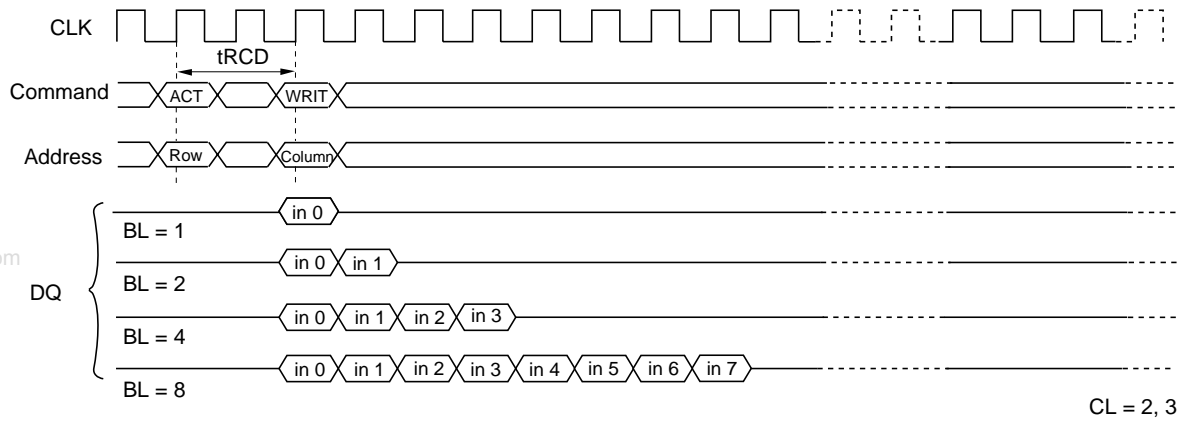 CLK
tRCD
Command ACT WRIT
Address Row Column
in 0
BL = 1
om
in 0 in 1
BL = 2
DQ
in 0 in 1 in 2 in 3
BL = 4
in 0 in 1 in 2 in 3 in 4 in 5 in 6 in 7
BL = 8
CL = 2, 3